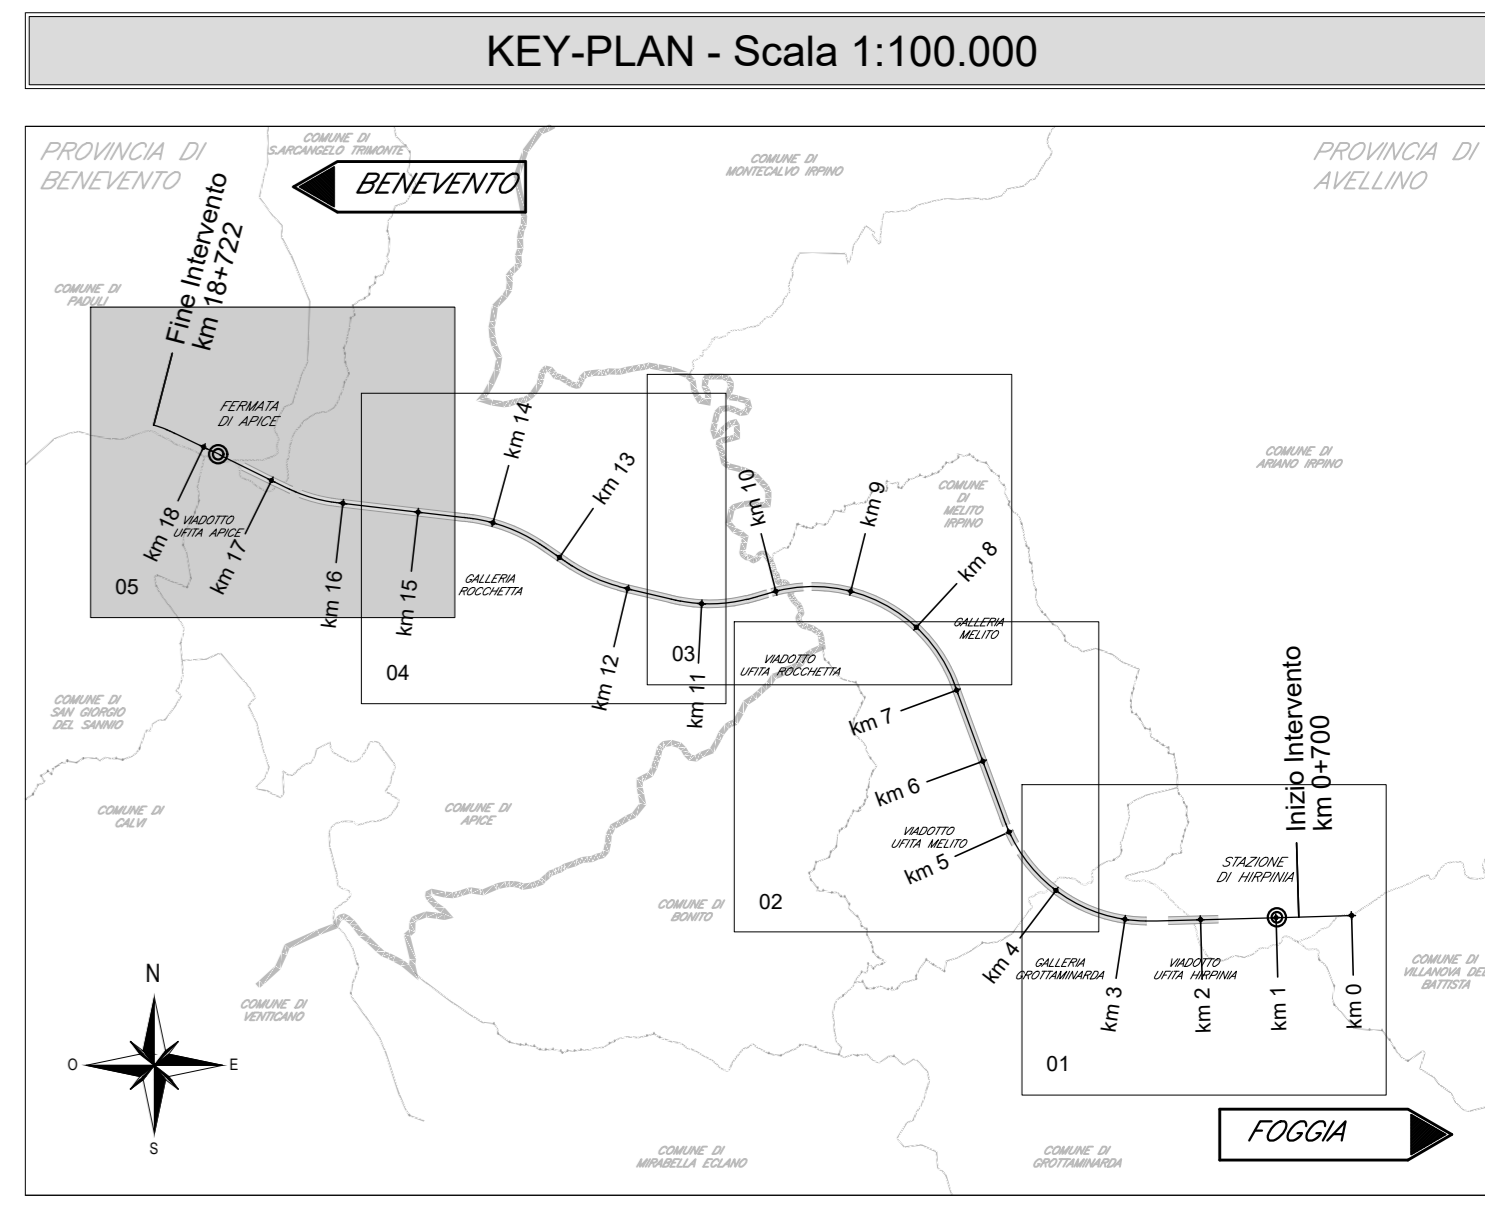 KEY-PLAN - Scala 1:100.000
PROVINCIA DI
BENEVENTO
COMUNE DI
S.ARCANGELO TRIMONTE
BENEVENTO
COMUNE DI
MONTECALVO IRPINO
PROVINCIA DI
AVELLINO
Fine Intervento
km 18+722
COMUNE DI
PADULI
FERMATA
DI APICE
km 18
VIADOTTO
UFITA APICE
km 17
05
km 16
km 15
km 14
km 13
GALLERIA
ROCCHETTA
04
km 12
km 11
03
km 10
km 9
COMUNE
DI
MELITO
IRPINO
COMUNE DI
ARIANO IRPINO
km 8
GALLERIA
MELITO
VIADOTTO
UFITA ROCCHETTA
km 7
km 6
VIADOTTO
UFITA MELITO
km 5
02
COMUNE DI
SAN GIORGIO
DEL SANNIO
COMUNE DI
CALVI
COMUNE DI
APICE
COMUNE DI
BONITO
Inizio Intervento
km 0+700
STAZIONE
DI HIRPINIA
km 4
GALLERIA
GROTTAMINARDA
km 3
VIADOTTO
UFITA HIRPINIA
km 2
km 1
km 0
COMUNE DI
VILLANOVA DEL
BATTISTA
01
COMUNE DI
VENTICANO
N
O
E
S
COMUNE DI
MIRABELLA ECLANO
COMUNE DI
GROTTAMINARDA
FOGGIA